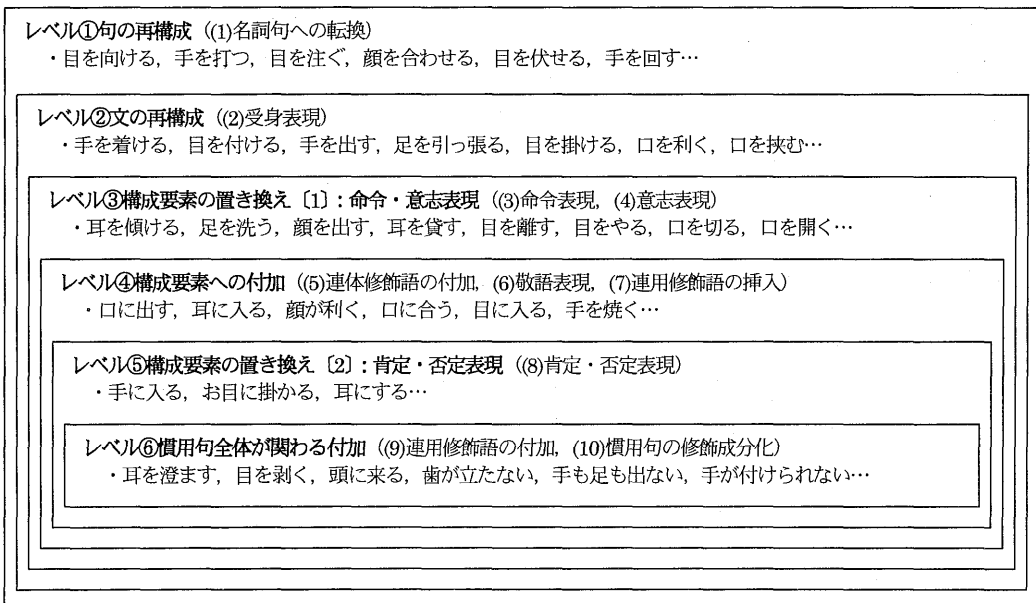 レベル①句の再構成（(1)名詞句への転換）
・目を向ける，手を打つ，目を注ぐ，顔を合わせる，目を伏せる，手を回す…
レベル②文の再構成（(2)受身表現）
・手を着ける，目を付ける，手を出す，足を引っ張る，目を掛ける，口を利く，口を挟む…
レベル③構成要素の置き換え〔1〕：命令・意志表現（(3)命令表現，(4)意志表現）
・耳を傾ける，足を洗う，顔を出す，耳を貸す，目を離す，目をやる，口を切る，口を開く…
レベル④構成要素への付加（(5)連体修飾語の付加，(6)敬語表現，(7)連用修飾語の挿入）
・口に出す，耳に入る，顔が利く，口に合う，目に入る，手を焼く…
レベル⑤構成要素の置き換え〔2〕：肯定・否定表現（(8)肯定・否定表現）
・手に入る，お目に掛かる，耳にする…
レベル⑥慣用句全体が関わる付加（(9)連用修飾語の付加，(10)慣用句の修飾成分化）
・耳を澄ます，目を剥く，頭に来る，歯が立たない，手も足も出ない，手が付けられない…